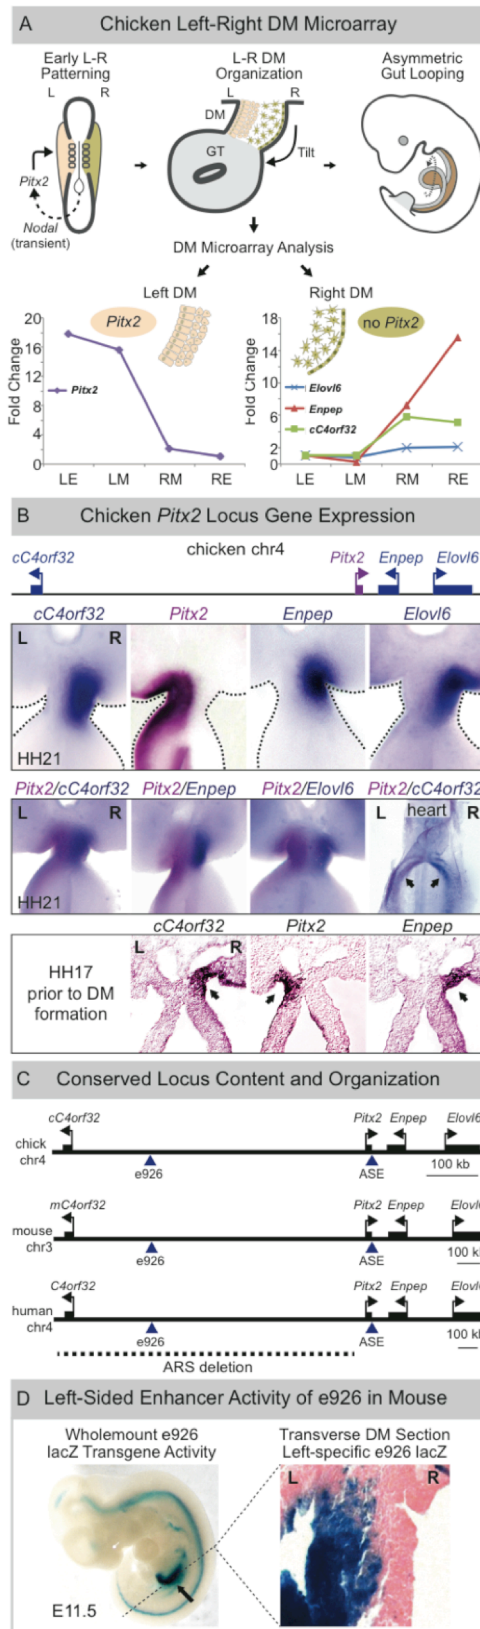 A Chicken Left-Right DM Microarray
Early L-R
Patterning
L R
Pitx2
Nodal
(transient)
L-R DM
Organization
L R
DM
GT
Tilt
Asymmetric
Gut Looping
DM Microarray Analysis
Left DM
Pitx2
Fold Change
20
16
12
8
4
0
Pitx2
LE LM RM RE
Right DM
no Pitx2
Fold Change
18
14
10
6
2
0
Elovl6
Enpep
cC4orf32
LE LM RM RE
B Chicken Pitx2 Locus Gene Expression
chicken chr4
cC4orf32 Pitx2 Enpep Elovl6
cC4orf32 Pitx2 Enpep Elovl6
L R
HH21
Pitx2/cC4orf32 Pitx2/Enpep Pitx2/Elovl6 Pitx2/cC4orf32
L R L heart R
HH21
cC4orf32 Pitx2 Enpep
L R
HH17
prior to DM
formation
C Conserved Locus Content and Organization
cC4orf32 Pitx2 Enpep Elovl6
chick
chr4
e926 ASE 100 kb
mC4orf32 Pitx2 Enpep Elovl6
mouse
chr3
e926 ASE 100 kb
C4orf32 Pitx2 Enpep Elovl6
human
chr4
e926 ASE 100 kb
ARS deletion
D Left-Sided Enhancer Activity of e926 in Mouse
Wholemount e926
lacZ Transgene Activity
E11.5
Transverse DM Section
Left-specific e926 lacZ
L R